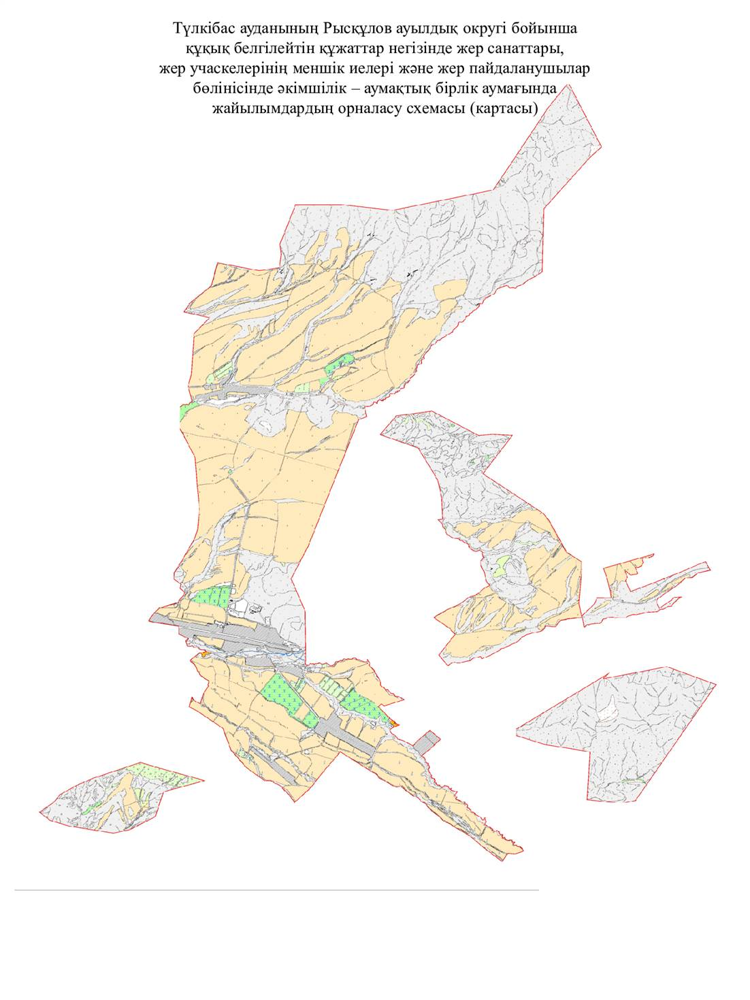 Түлкібас ауданының Рысқұлов ауылдық округі бойынша
құқық белгілейтін құжаттар негізінде жер санаттары,
жер учаскелерінің меншік иелері және жер пайдаланушылар
бөлінісінде әкімшілік – аумақтық бірлік аумағында
жайылымдардың орналасу схемасы (картасы)